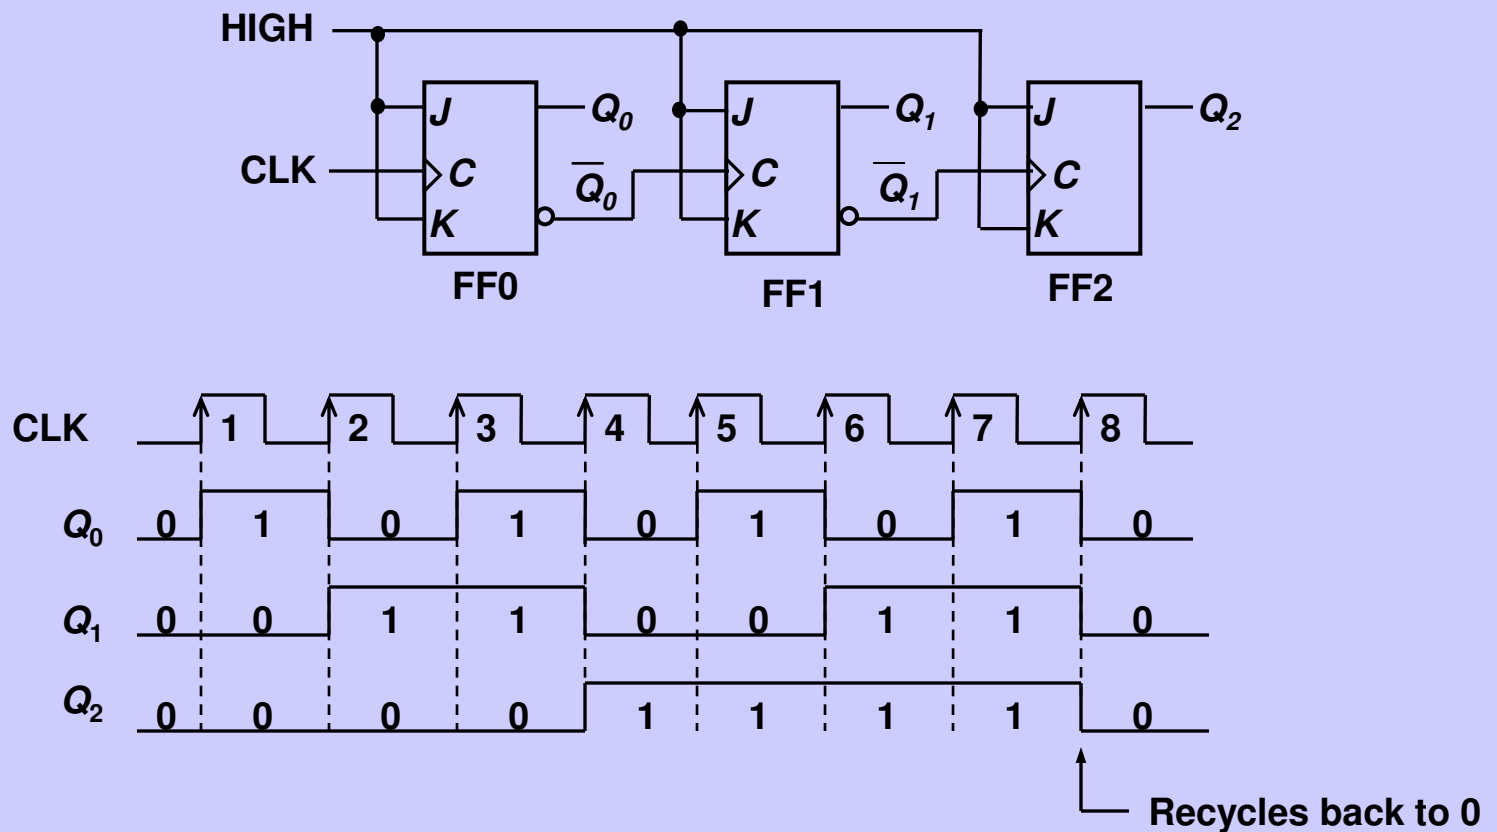 HIGH
J Q0 J Q1 J Q2
CLK C Q̅0 C Q̅1 C
K K K
FF0 FF1 FF2
CLK 1 2 3 4 5 6 7 8
Q0 0 1 0 1 0 1 0 1 0
Q1 0 0 1 1 0 0 1 1 0
Q2 0 0 0 0 1 1 1 1 0
Recycles back to 0